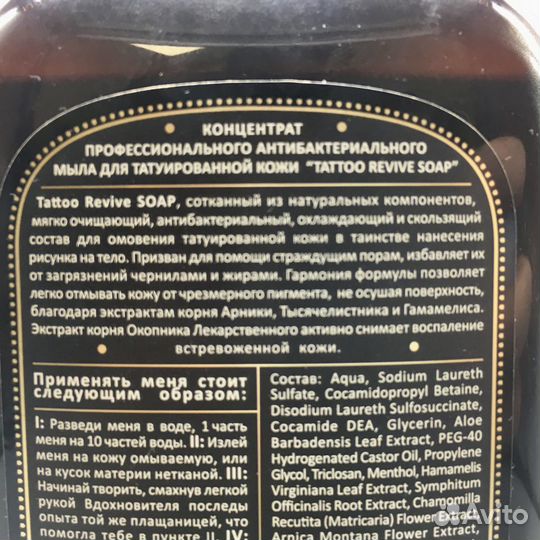 КОНЦЕНТРАТ
ПРОФЕССИОНАЛЬНОГО АНТИБАКТЕРИАЛЬНОГО
МЫЛА ДЛЯ ТАТУИРОВАННОЙ КОЖИ "TATTOO REVIVE SOAP"
Tattoo Revive SOAP, сотканный из натуральных компонентов,
мягко очищающий, антибактериальный, охлаждающий и скользящий
состав для омовения татуированной кожи в таинстве нанесения
рисунка на тело. Призван для помощи страждущим порам, избавляет их
от загрязнений чернилами и жирами. Гармония формулы позволяет
легко отмывать кожу от чрезмерного пигмента, не осушая поверхность,
благодаря экстрактам корня Арники, Тысячелистника и Гамамелиса.
Экстракт корня Окопника Лекарственного активно снимает воспаление
встревоженной кожи.
Применять меня стоит
следующим образом:
I: Разведи меня в воде, 1 часть
меня на 10 частей воды. II: Излей
меня на кожу омываемую, или
на кусок материи нетканой. III:
Начинай творить, смахнув легкой
рукой Вдохновителя последы
опыта той же плащаницей, что
помогла тебе в пункте II. IV:
Состав: Aqua, Sodium Laureth
Sulfate, Cocamidopropyl Betaine,
Disodium Laureth Sulfosuccinate,
Cocamide DEA, Glycerin, Aloe
Barbadensis Leaf Extract, PEG-40
Hydrogenated Castor Oil, Propylene
Glycol, Triclosan, Menthol, Hamamelis
Virginiana Leaf Extract, Symphitum
Officinalis Root Extract, Chamomilla
Recutita (Matricaria) Flower Extract,
Arnica Montana Flower Extract,
Avito